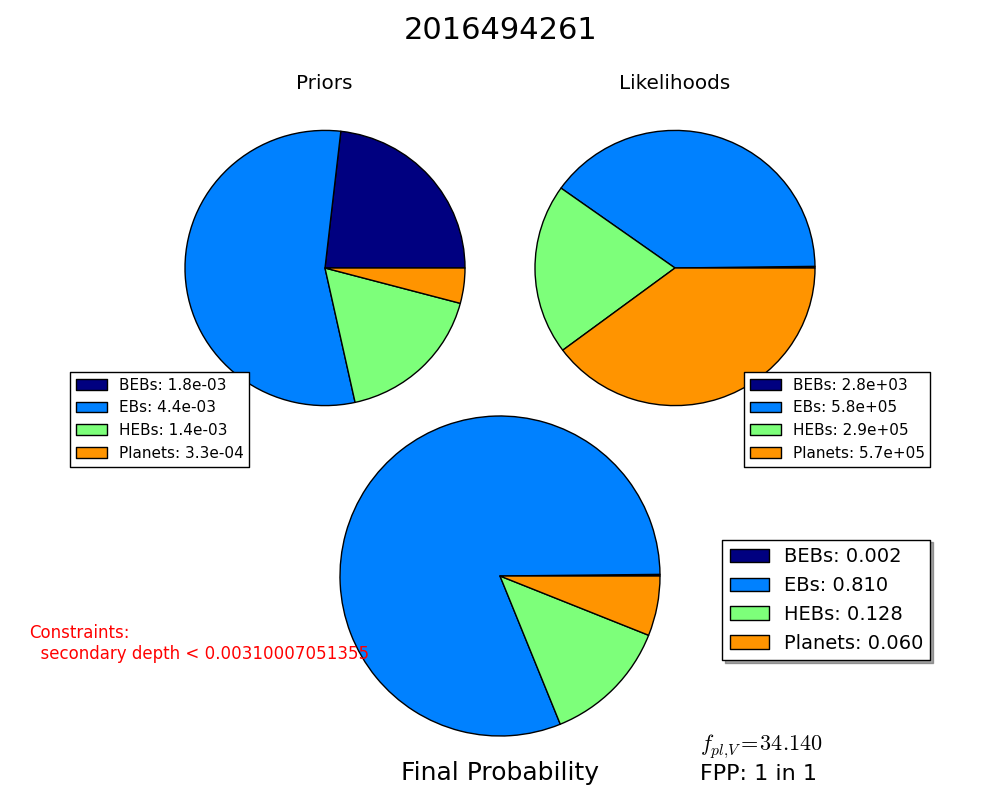 2016494261
Priors
Likelihoods
BEBs: 1.8e-03
EBs: 4.4e-03
HEBs: 1.4e-03
Planets: 3.3e-04
BEBs: 2.8e+03
EBs: 5.8e+05
HEBs: 2.9e+05
Planets: 5.7e+05
BEBs: 0.002
EBs: 0.810
HEBs: 0.128
Planets: 0.060
Constraints:
secondary depth < 0.00310007051355
f_{pl,V}=34.140
Final Probability
FPP: 1 in 1